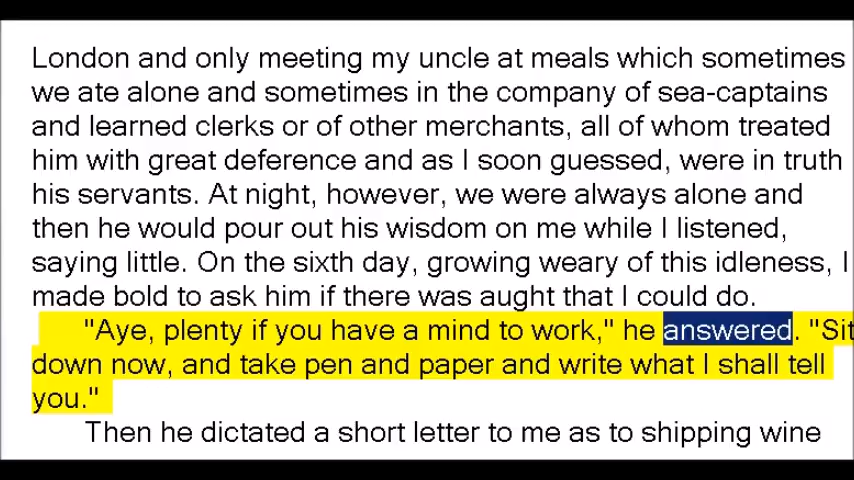 London and only meeting my uncle at meals which sometimes
we ate alone and sometimes in the company of sea-captains
and learned clerks or of other merchants, all of whom treated
him with great deference and as I soon guessed, were in truth
his servants. At night, however, we were always alone and
then he would pour out his wisdom on me while I listened,
saying little. On the sixth day, growing weary of this idleness, I
made bold to ask him if there was aught that I could do.
"Aye, plenty if you have a mind to work," he answered. "Sit
down now, and take pen and paper and write what I shall tell
you."
Then he dictated a short letter to me as to shipping wine